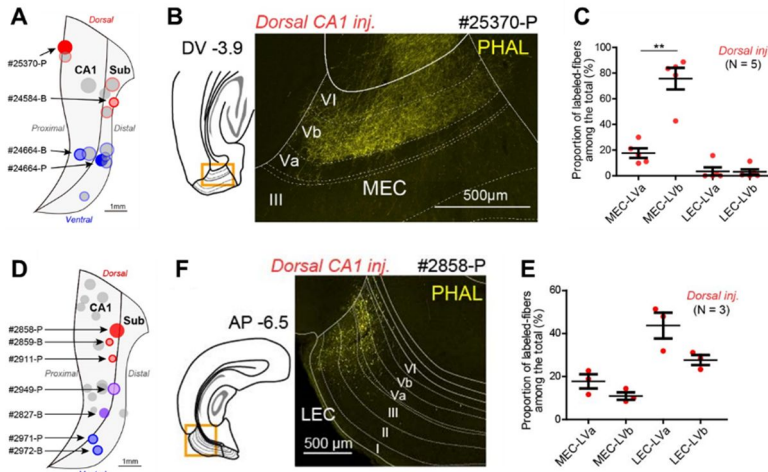 A
Dorsal
#25370-P
CA1
Sub
#24584-B
Proximal
Distal
#24664-B
#24664-P
1mm
Ventral
B
Dorsal CA1 inj.
#25370-P
DV -3.9
PHAL
VI
Vb
Va
MEC
III
500μm
C
Proportion of labeled-fibers
among the total (%)
100
80
60
40
20
0
**
Dorsal inj
(N = 5)
MEC-LVa
MEC-LVb
LEC-LVa
LEC-LVb
D
Dorsal
CA1
Sub
#2858-P
#2859-B
#2911-P
Proximal
Distal
#2949-P
#2827-B
#2971-P
#2972-B
1mm
F
Dorsal CA1 inj.
#2858-P
AP -6.5
PHAL
VI
Vb
Va
III
II
I
LEC
500 μm
E
Proportion of labeled-fibers
among the total (%)
60
40
20
0
Dorsal inj.
(N = 3)
MEC-LVa
MEC-LVb
LEC-LVa
LEC-LVb